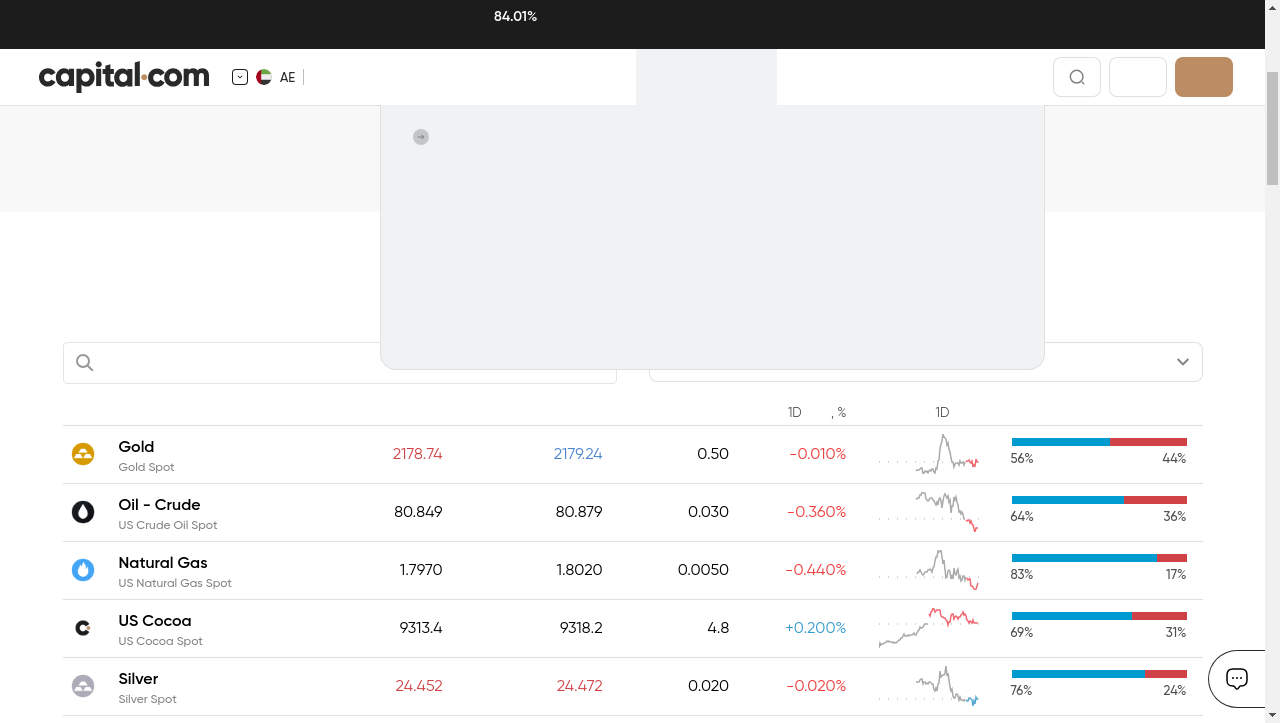 84.01%
capital.com
AE
1D , % 1D
Gold
Gold Spot
2178.74 2179.24 0.50 -0.010% 56% 44%
Oil - Crude
US Crude Oil Spot
80.849 80.879 0.030 -0.360% 64% 36%
Natural Gas
US Natural Gas Spot
1.7970 1.8020 0.0050 -0.440% 83% 17%
US Cocoa
US Cocoa Spot
9313.4 9318.2 4.8 +0.200% 69% 31%
Silver
Silver Spot
24.452 24.472 0.020 -0.020% 76% 24%